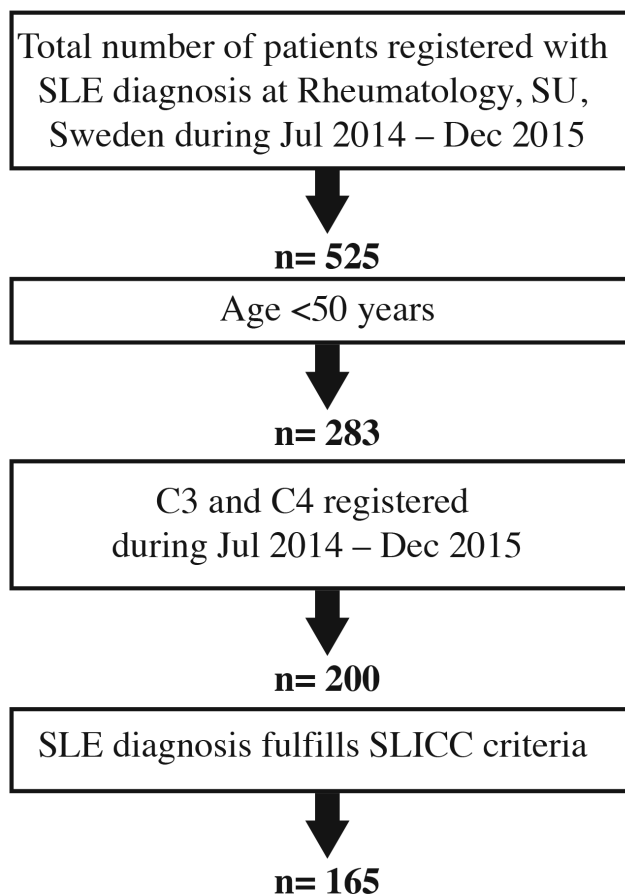 Total number of patients registered with
SLE diagnosis at Rheumatology, SU,
Sweden during Jul 2014 – Dec 2015
n= 525
Age <50 years
n= 283
C3 and C4 registered
during Jul 2014 – Dec 2015
n= 200
SLE diagnosis fulfills SLICC criteria
n= 165